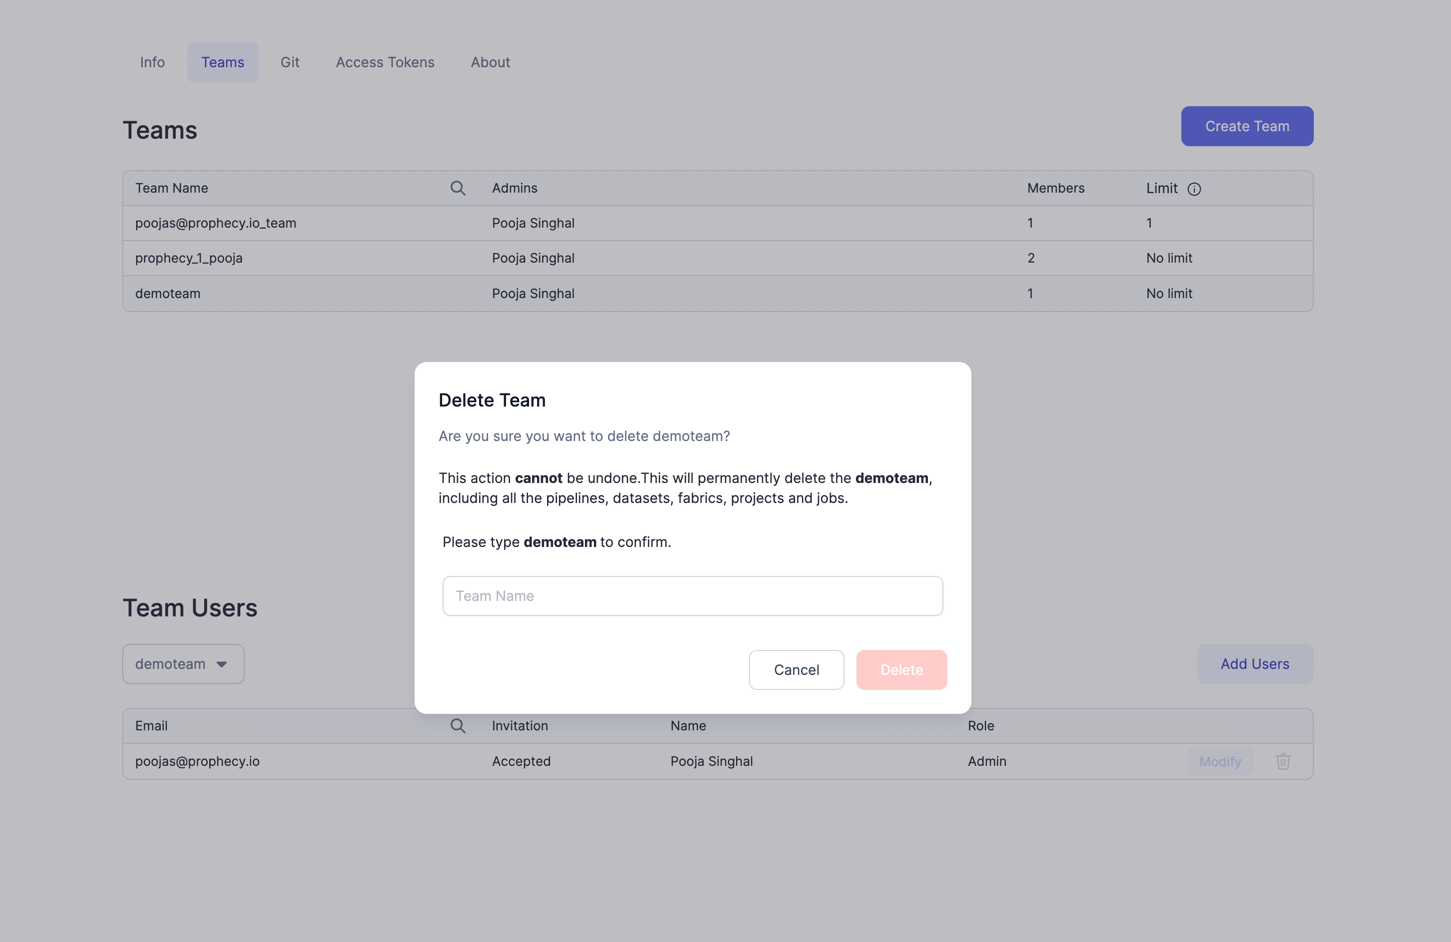 Info Teams Git Access Tokens About
Teams Create Team
Team Name Admins Members Limit
poojas@prophecy.io_team Pooja Singhal 1 1
prophecy_1_pooja Pooja Singhal 2 No limit
demoteam Pooja Singhal 1 No limit
Delete Team
Are you sure you want to delete demoteam?
This action cannot be undone.This will permanently delete the demoteam,
including all the pipelines, datasets, fabrics, projects and jobs.
Please type demoteam to confirm.
Team Name
Cancel Delete
Team Users
demoteam Add Users
Email Invitation Name Role
poojas@prophecy.io Accepted Pooja Singhal Admin Modify